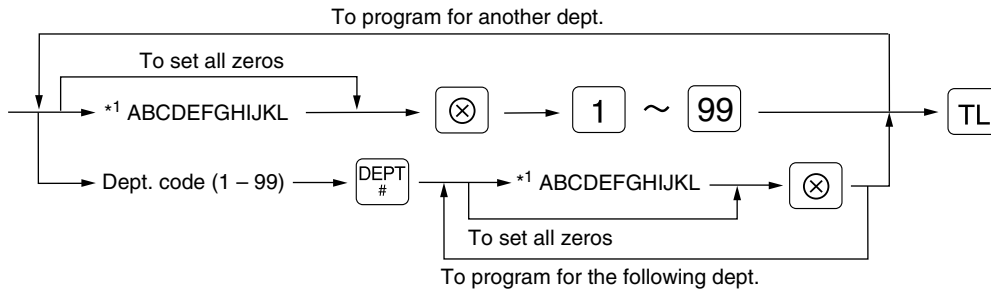 To program for another dept.
To set all zeros
*1 ABCDEFGHIJKL ⊗ 1 ~ 99 TL
Dept. code (1 – 99) DEPT # *1 ABCDEFGHIJKL ⊗
To set all zeros
To program for the following dept.